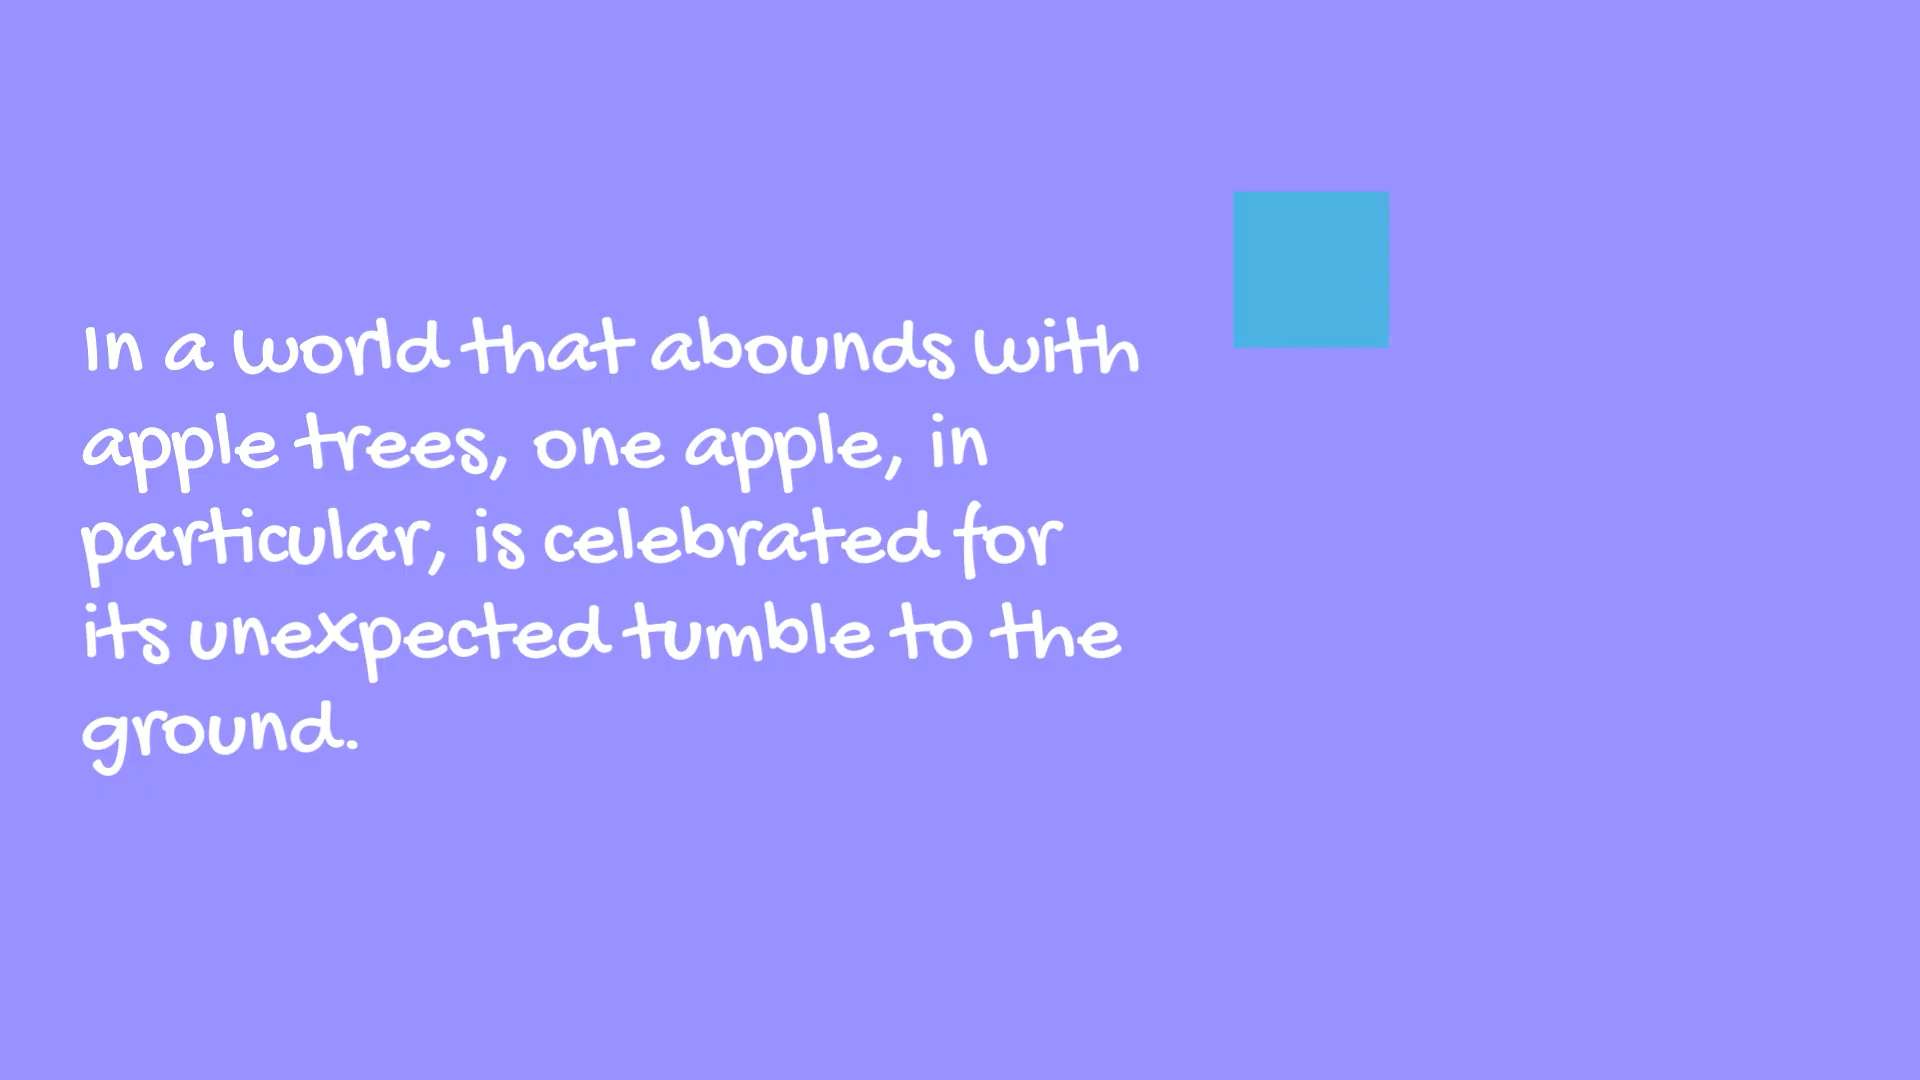 In a world that abounds with
apple trees, one apple, in
particular, is celebrated for
its unexpected tumble to the
ground.